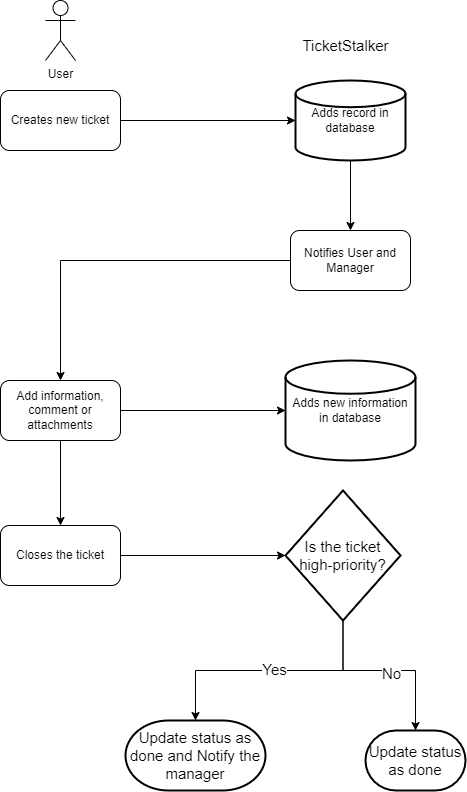 User
TicketStalker
Creates new ticket
Adds record in
database
Notifies User and
Manager
Add information,
comment or
attachments
Adds new information
in database
Closes the ticket
Is the ticket
high-priority?
Yes
No
Update status as
done and Notify the
manager
Update status
as done